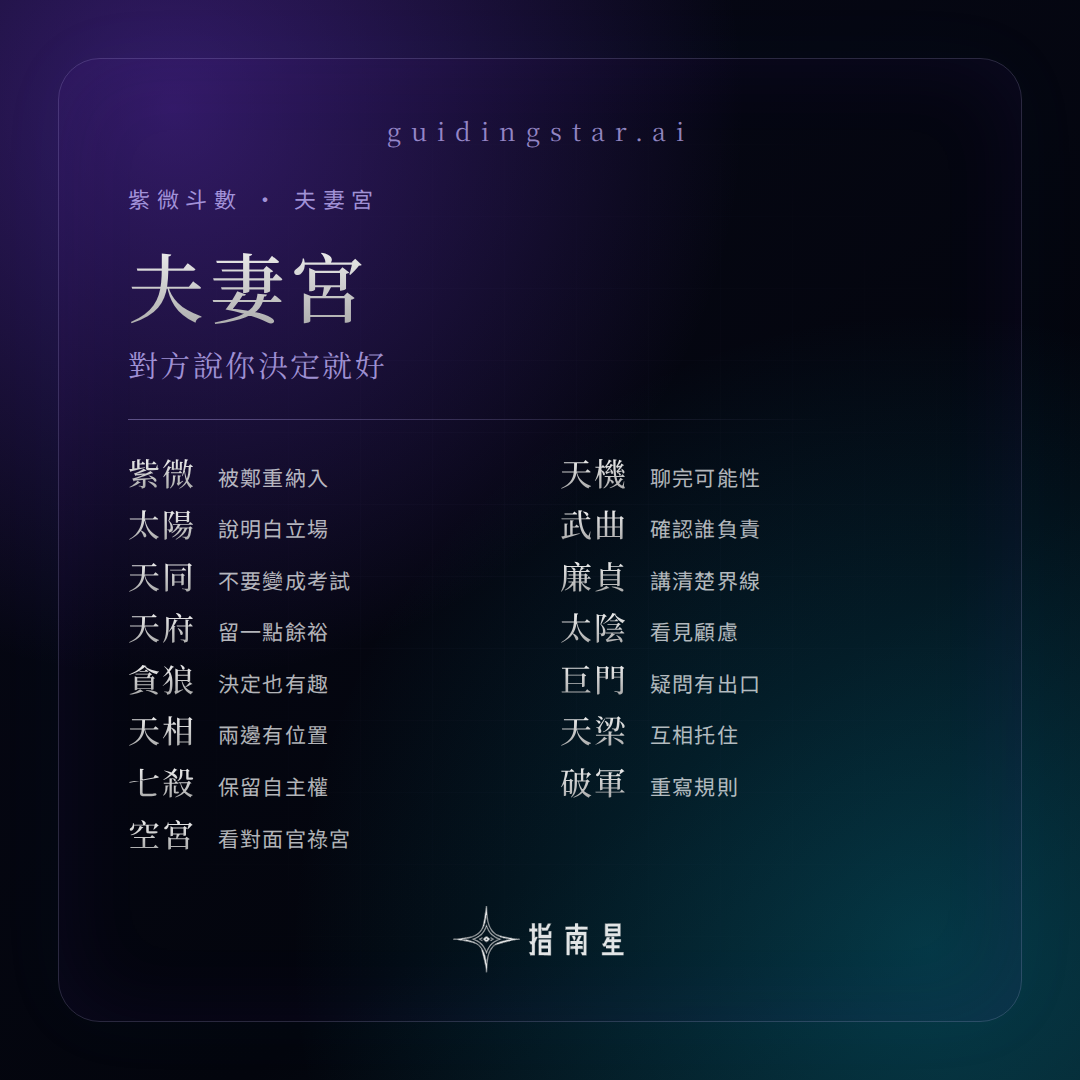 guidingstar.ai
紫微斗數 · 夫妻宮
夫妻宮
對方說你決定就好
紫微 被鄭重納入
天機 聊完可能性
太陽 說明白立場
武曲 確認誰負責
天同 不要變成考試
廉貞 講清楚界線
天府 留一點餘裕
太陰 看見顧慮
貪狼 決定也有趣
巨門 疑問有出口
天相 兩邊有位置
天梁 互相托住
七殺 保留自主權
破軍 重寫規則
空宮 看對面官祿宮
指南星